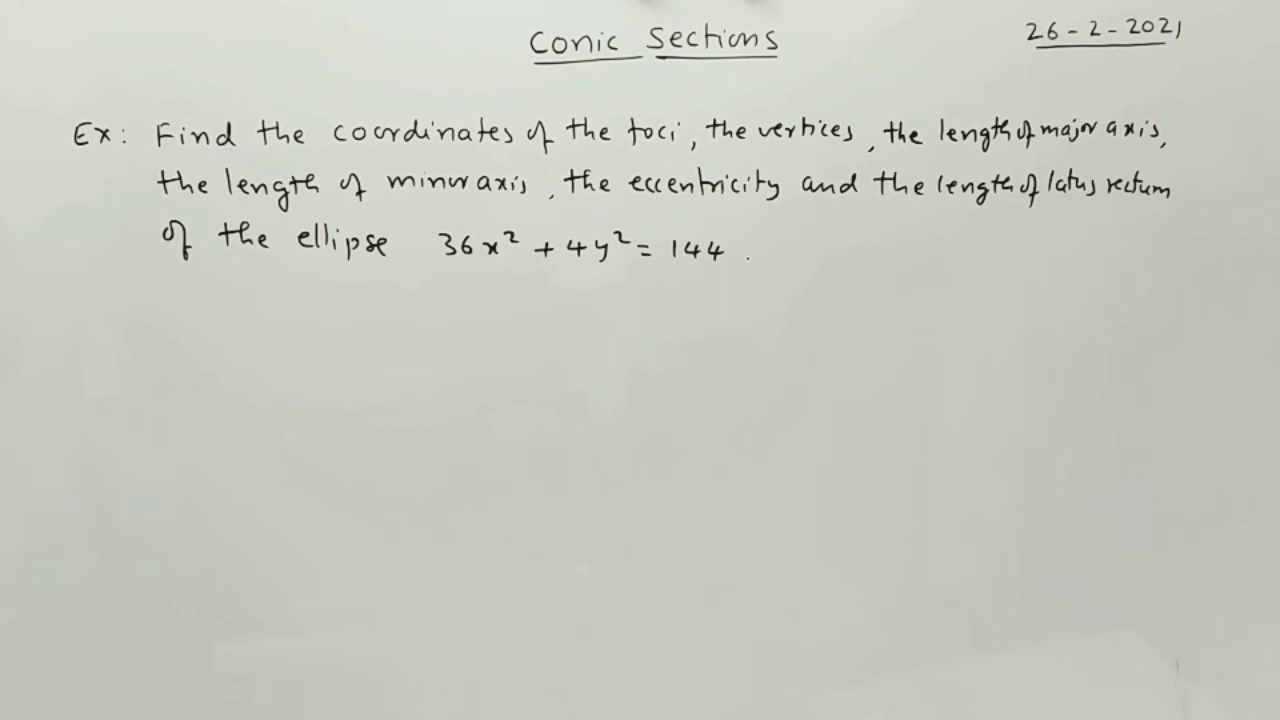 Conic Sections
26-2-2021
Ex: Find the coordinates of the foci, the vertices, the length of major axis,
the length of minor axis, the eccentricity and the length of latus rectum
of the ellipse 36x² + 4y² = 144.